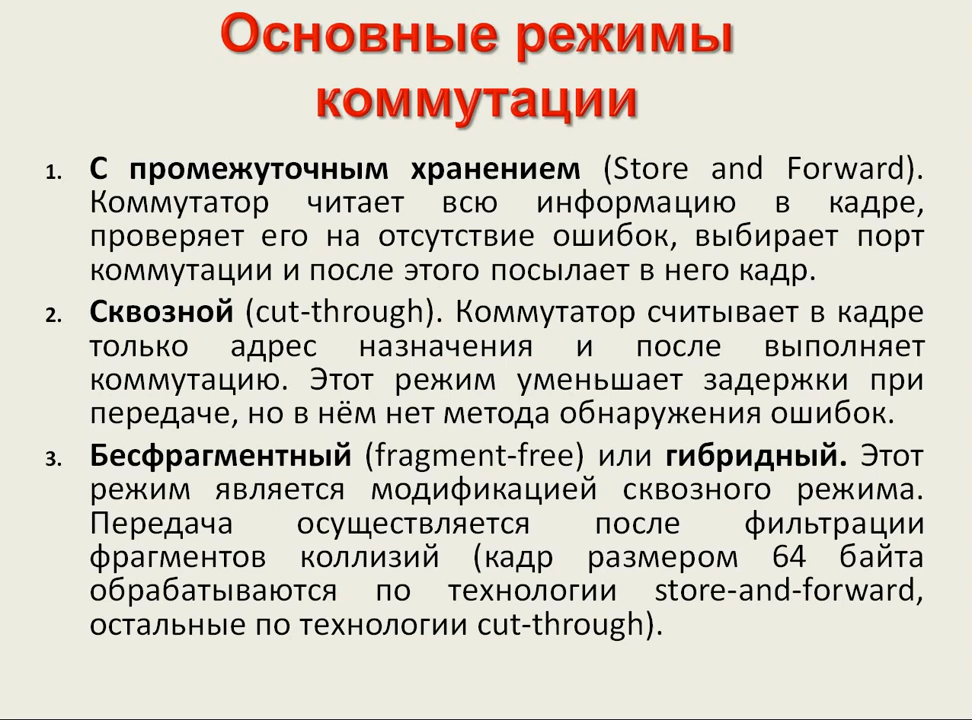 Основные режимы
коммутации
1. С промежуточным хранением (Store and Forward).
Коммутатор читает всю информацию в кадре,
проверяет его на отсутствие ошибок, выбирает порт
коммутации и после этого посылает в него кадр.
2. Сквозной (cut-through). Коммутатор считывает в кадре
только адрес назначения и после выполняет
коммутацию. Этот режим уменьшает задержки при
передаче, но в нём нет метода обнаружения ошибок.
3. Бесфрагментный (fragment-free) или гибридный. Этот
режим является модификацией сквозного режима.
Передача осуществляется после фильтрации
фрагментов коллизий (кадр размером 64 байта
обрабатываются по технологии store-and-forward,
остальные по технологии cut-through).